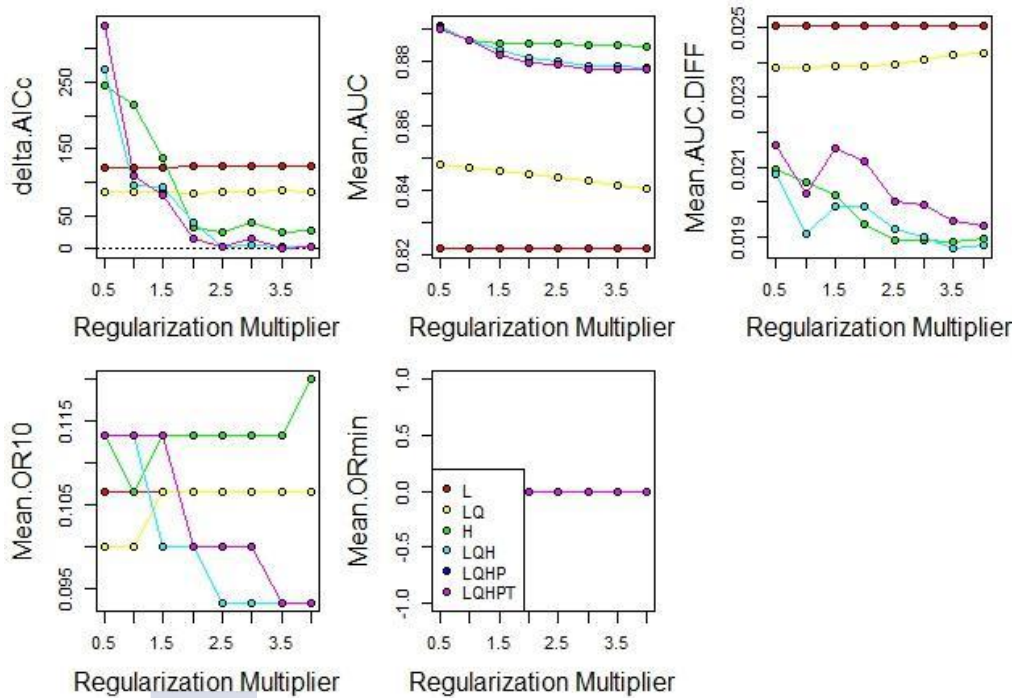 delta.AICc
250
150
50
0
0.5 1.5 2.5 3.5
Regularization Multiplier
Mean.AUC
0.88
0.86
0.84
0.82
0.5 1.5 2.5 3.5
Regularization Multiplier
Mean.AUC.DIFF
0.025
0.023
0.021
0.019
0.5 1.5 2.5 3.5
Regularization Multiplier
Mean.OR10
0.115
0.105
0.095
0.5 1.5 2.5 3.5
Regularization Multiplier
Mean.ORmin
1.0
0.5
0.0
-0.5
-1.0
L
LQ
H
LQH
LQHP
LQHPT
0.5 1.5 2.5 3.5
Regularization Multiplier